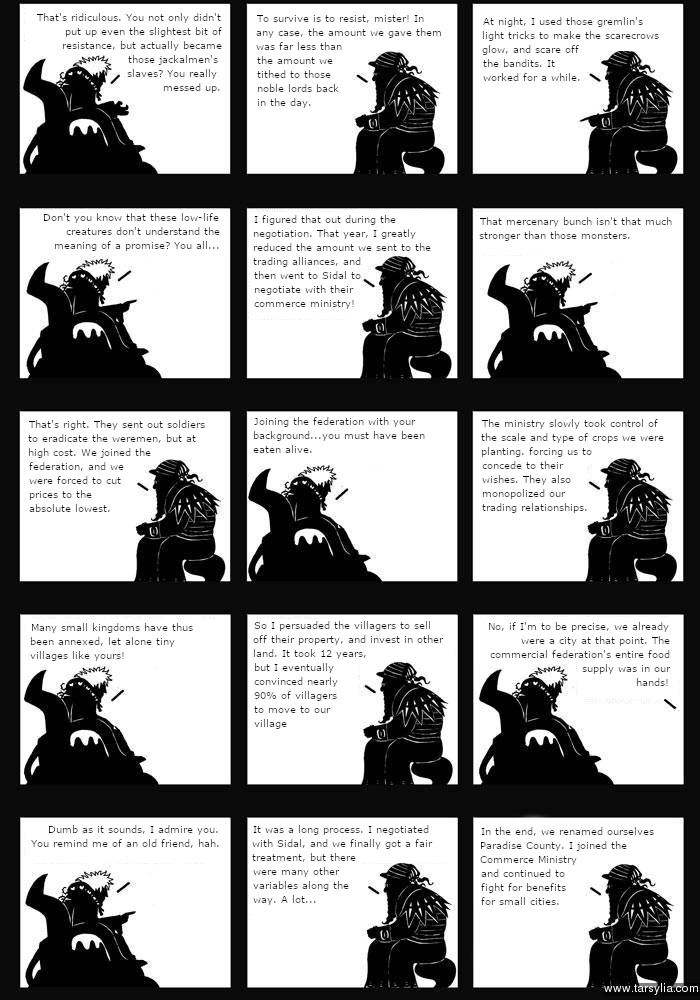 That's ridiculous. You not only didn't
put up even the slightest bit of
resistance, but actually became
those jackalmen's
slaves? You really
messed up.
To survive is to resist, mister! In
any case, the amount we gave them
was far less than
the amount we
tithed to those
noble lords back
in the day.
At night, I used those gremlin's
light tricks to make the scarecrows
glow, and scare off
the bandits. It
worked for a while.
Don't you know that these low-life
creatures don't understand the
meaning of a promise? You all...
I figured that out during the
negotiation. That year, I greatly
reduced the amount we sent to the
trading alliances, and
then went to Sidal to
negotiate with their
commerce ministry!
That mercenary bunch isn't that much
stronger than those monsters.
That's right. They sent out soldiers
to eradicate the weremen, but at
high cost. We joined the
federation, and we
were forced to cut
prices to the
absolute lowest.
Joining the federation with your
background...you must have been
eaten alive.
The ministry slowly took control of
the scale and type of crops we were
planting. forcing us to
concede to their
wishes. They also
monopolized our
trading relationships.
Many small kingdoms have thus
been annexed, let alone tiny
villages like yours!
So I persuaded the villagers to sell
off their property, and invest in other
land. It took 12 years,
but I eventually
convinced nearly
90% of villagers
to move to our
village
No, if I'm to be precise, we already
were a city at that point. The
commercial federation's entire food
supply was in our
hands!
Dumb as it sounds, I admire you.
You remind me of an old friend, hah.
It was a long process. I negotiated
with Sidal, and we finally got a fair
treatment, but there
were many other
variables along the
way. A lot...
In the end, we renamed ourselves
Paradise County. I joined the
Commerce Ministry
and continued to
fight for benefits
for small cities.
www.tarsylia.com